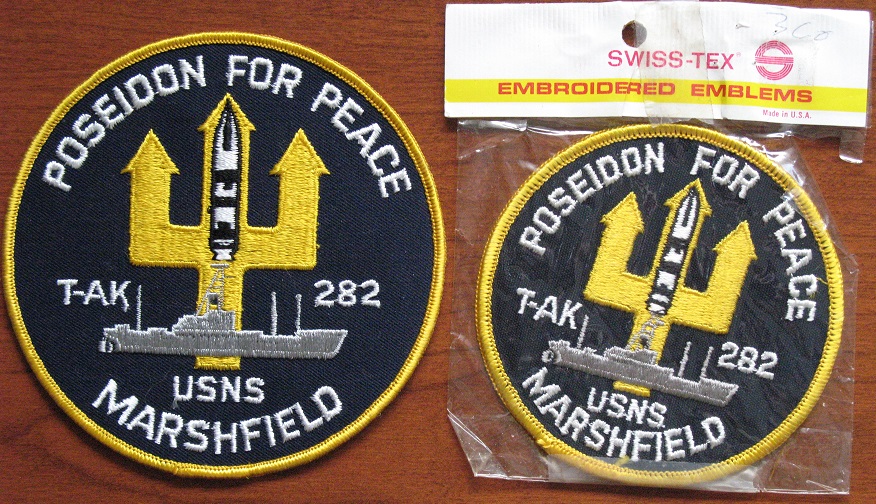 POSEIDON FOR PEACE
T-AK 282
USNS
MARSHFIELD
SWISS-TEX
EMBROIDERED EMBLEMS
Made in U.S.A.
POSEIDON FOR PEACE
T-AK 282
USNS
MARSHFIELD